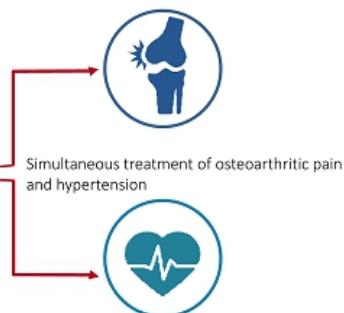 Simultaneous treatment of osteoarthritic pain
and hypertension